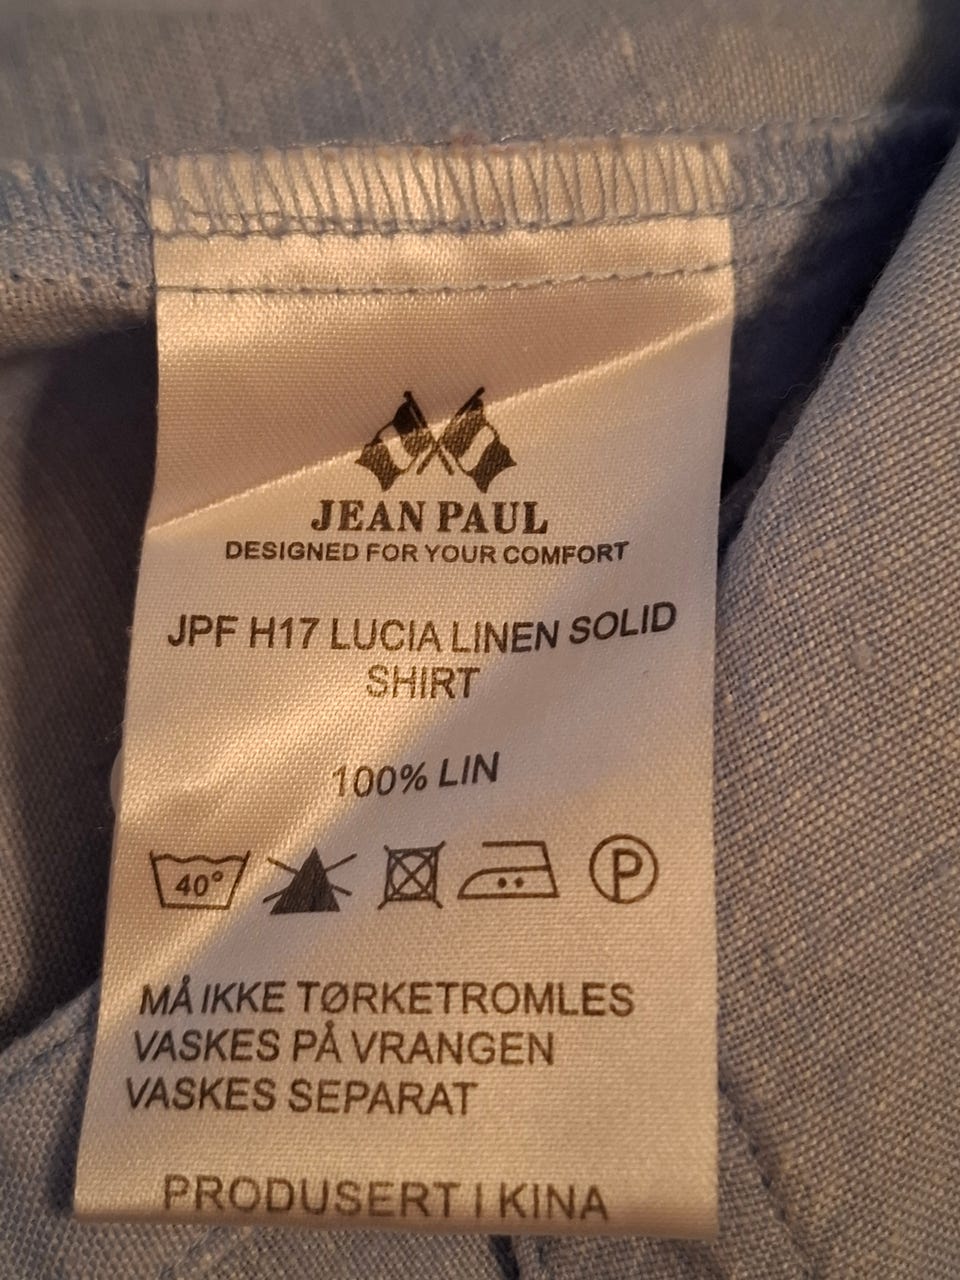 JEAN PAUL
DESIGNED FOR YOUR COMFORT
JPF H17 LUCIA LINEN SOLID
SHIRT
100% LIN
40° P
MÅ IKKE TØRKETROMLES
VASKES PÅ VRANGEN
VASKES SEPARAT
PRODUSERT I KINA